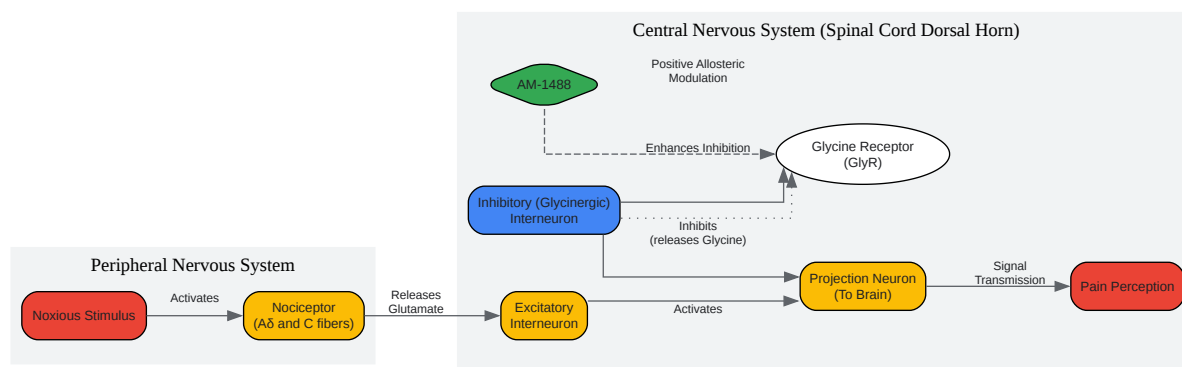 Central Nervous System (Spinal Cord Dorsal Horn)
Positive Allosteric
Modulation
AM-1488
Enhances Inhibition
Glycine Receptor
(GlyR)
Inhibitory (Glycinergic)
Interneuron
Inhibits
(releases Glycine)
Peripheral Nervous System
Noxious Stimulus
Activates
Nociceptor
(Aδ and C fibers)
Releases
Glutamate
Excitatory
Interneuron
Activates
Projection Neuron
(To Brain)
Signal
Transmission
Pain Perception